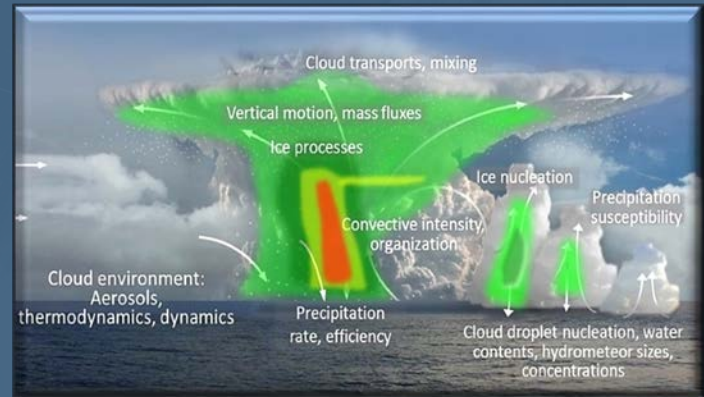 Cloud transports, mixing
Vertical motion, mass fluxes
Ice processes
Ice nucleation
Precipitation
susceptibility
Convective intensity,
organization
Cloud environment:
Aerosols,
thermodynamics, dynamics
Precipitation
rate, efficiency
Cloud droplet nucleation, water
contents, hydrometeor sizes,
concentrations